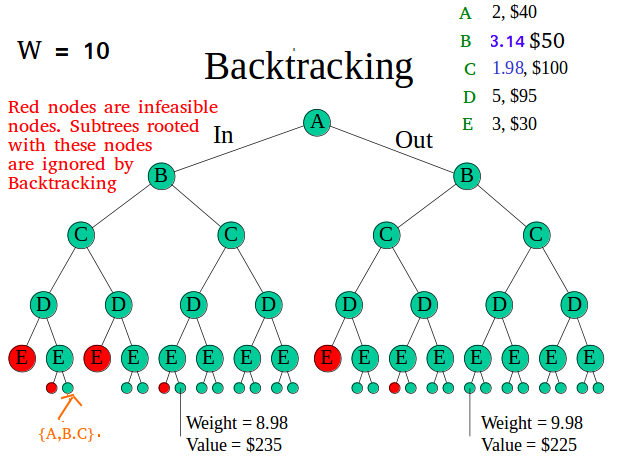 W = 10
Backtracking
A 2, $40
B 3.14 $50
C 1.98, $100
D 5, $95
E 3, $30
Red nodes are infeasible
nodes. Subtrees rooted
with these nodes
are ignored by
Backtracking
In
A
Out
B B
C C C C
D D D D D D D D
E E E E E E E E E E E E E E E E
{A,B.C}.
Weight = 8.98
Value = $235
Weight = 9.98
Value = $225